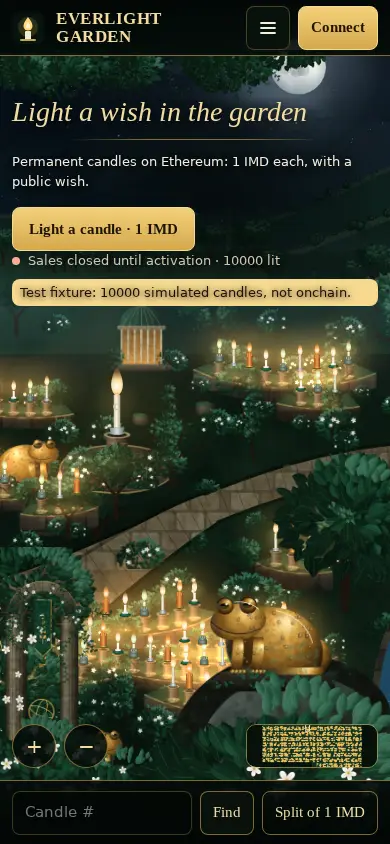 EVERLIGHT
GARDEN
Connect
Light a wish in the garden
Permanent candles on Ethereum: 1 IMD each, with a
public wish.
Light a candle · 1 IMD
Sales closed until activation · 10000 lit
Test fixture: 10000 simulated candles, not onchain.
+
−
Candle #
Find
Split of 1 IMD